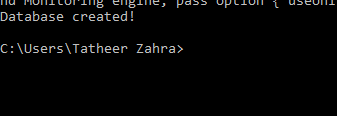 nd Monitoring engine, pass option { useUni
Database created!
C:\Users\Tatheer Zahra>